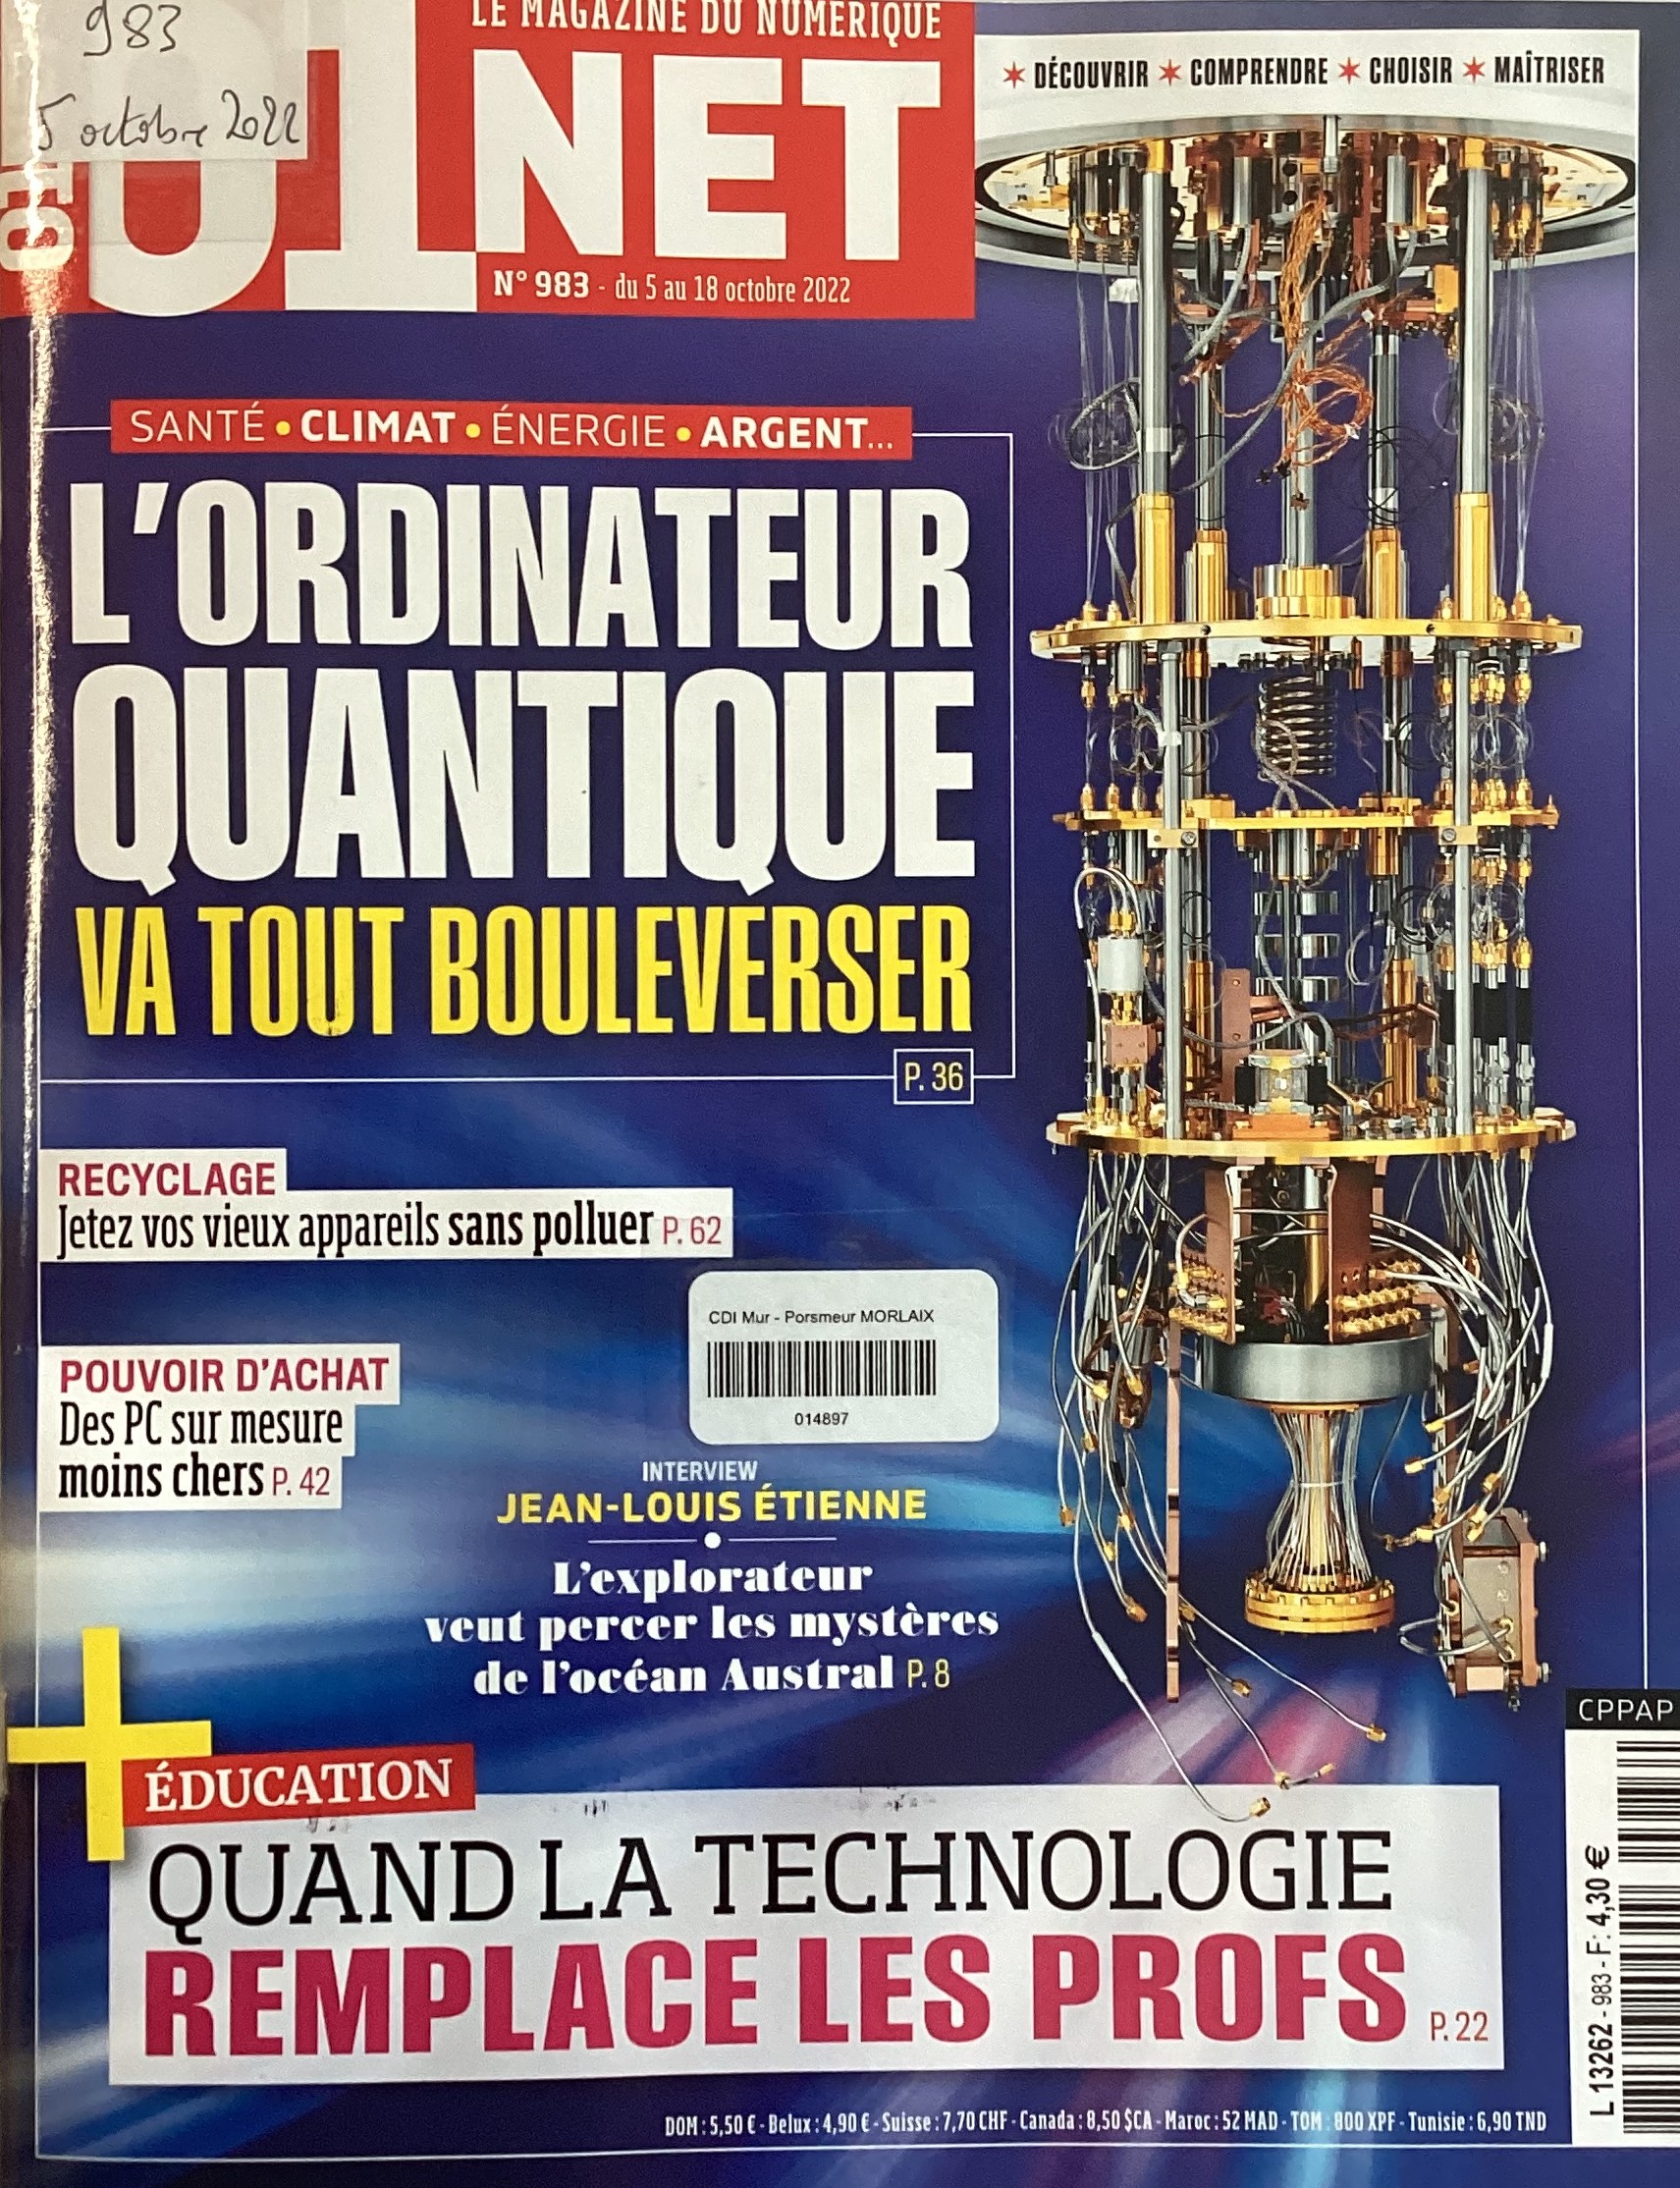 983
5 octobre 2022
LE MAGAZINE DU NUMÉRIQUE
01NET
N° 983 - du 5 au 18 octobre 2022
✶ DÉCOUVRIR ✶ COMPRENDRE ✶ CHOISIR ✶ MAÎTRISER
SANTÉ • CLIMAT • ÉNERGIE • ARGENT...
L'ORDINATEUR
QUANTIQUE
VA TOUT BOULEVERSER
P. 36
RECYCLAGE
Jetez vos vieux appareils sans polluer P. 62
CDI Mur - Porsmeur MORLAIX
014897
POUVOIR D'ACHAT
Des PC sur mesure
moins chers P. 42
INTERVIEW
JEAN-LOUIS ÉTIENNE
L'explorateur
veut percer les mystères
de l'océan Austral P. 8
+
ÉDUCATION
QUAND LA TECHNOLOGIE
REMPLACE LES PROFS P. 22
CPPAP
L 13262 - 983 - F: 4,30 €
DOM : 5,50 € - Belux : 4,90 € - Suisse : 7,70 CHF - Canada : 8,50 $CA - Maroc : 52 MAD - TOM : 800 XPF - Tunisie : 6,90 TND